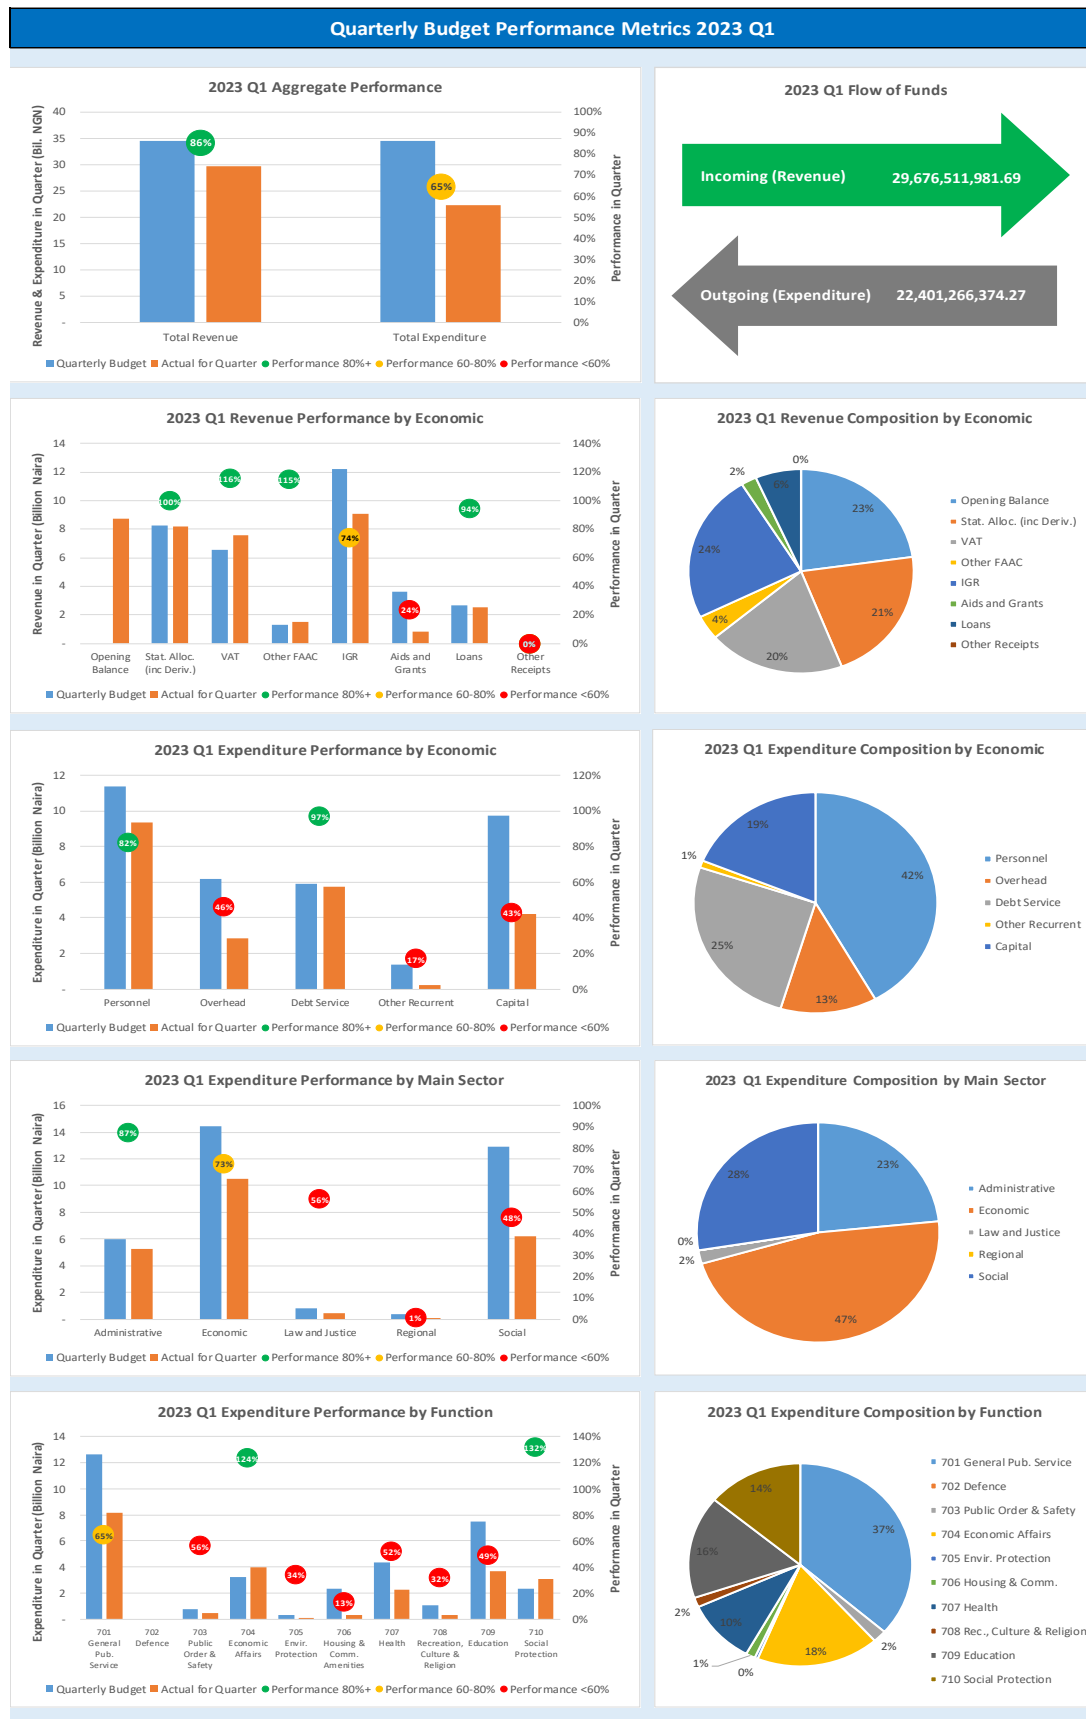 Quarterly Budget Performance Metrics 2023 Q1
2023 Q1 Aggregate Performance
Revenue & Expenditure in Quarter (Bil. NGN)
40
35
30
25
20
15
10
5
-
86%
65%
100%
90%
80%
70%
60%
50%
40%
30%
20%
10%
0%
Performance in Quarter
Total Revenue
Total Expenditure
Quarterly Budget
Actual for Quarter
Performance 80%+
Performance 60-80%
Performance <60%
2023 Q1 Flow of Funds
Incoming (Revenue) 29,676,511,981.69
Outgoing (Expenditure) 22,401,266,374.27
2023 Q1 Revenue Performance by Economic
Revenue in Quarter (Billion Naira)
14
12
10
8
6
4
2
-
100%
116%
115%
74%
24%
94%
0%
140%
120%
100%
80%
60%
40%
20%
0%
Performance in Quarter
Opening
Balance
Stat. Alloc.
(inc Deriv.)
VAT
Other FAAC
IGR
Aids and
Grants
Loans
Other
Receipts
Quarterly Budget
Actual for Quarter
Performance 80%+
Performance 60-80%
Performance <60%
2023 Q1 Revenue Composition by Economic
0%
2%
6%
23%
24%
4%
20%
21%
Opening Balance
Stat. Alloc. (inc Deriv.)
VAT
Other FAAC
IGR
Aids and Grants
Loans
Other Receipts
2023 Q1 Expenditure Performance by Economic
Expenditure in Quarter (Billion Naira)
12
10
8
6
4
2
-
82%
46%
97%
17%
43%
120%
100%
80%
60%
40%
20%
0%
Performance in Quarter
Personnel
Overhead
Debt Service
Other Recurrent
Capital
Quarterly Budget
Actual for Quarter
Performance 80%+
Performance 60-80%
Performance <60%
2023 Q1 Expenditure Composition by Economic
19%
1%
42%
25%
13%
Personnel
Overhead
Debt Service
Other Recurrent
Capital
2023 Q1 Expenditure Performance by Main Sector
Expenditure in Quarter (Billion Naira)
16
14
12
10
8
6
4
2
-
87%
73%
56%
1%
48%
100%
90%
80%
70%
60%
50%
40%
30%
20%
10%
0%
Performance in Quarter
Administrative
Economic
Law and Justice
Regional
Social
Quarterly Budget
Actual for Quarter
Performance 80%+
Performance 60-80%
Performance <60%
2023 Q1 Expenditure Composition by Main Sector
23%
28%
0%
2%
47%
Administrative
Economic
Law and Justice
Regional
Social
2023 Q1 Expenditure Performance by Function
Expenditure in Quarter (Billion Naira)
14
12
10
8
6
4
2
-
65%
56%
124%
34%
13%
52%
32%
49%
132%
140%
120%
100%
80%
60%
40%
20%
0%
Performance in Quarter
701
General
Pub.
Service
702
Defence
703
Public
Order &
Safety
704
Economic
Affairs
705
Envir.
Protection
706
Housing &
Comm.
Amenities
707
Health
708
Recreation,
Culture &
Religion
709
Education
710
Social
Protection
Quarterly Budget
Actual for Quarter
Performance 80%+
Performance 60-80%
Performance <60%
2023 Q1 Expenditure Composition by Function
14%
37%
16%
2%
10%
1%
0%
18%
2%
701 General Pub. Service
702 Defence
703 Public Order & Safety
704 Economic Affairs
705 Envir. Protection
706 Housing & Comm.
707 Health
708 Rec., Culture & Religion
709 Education
710 Social Protection